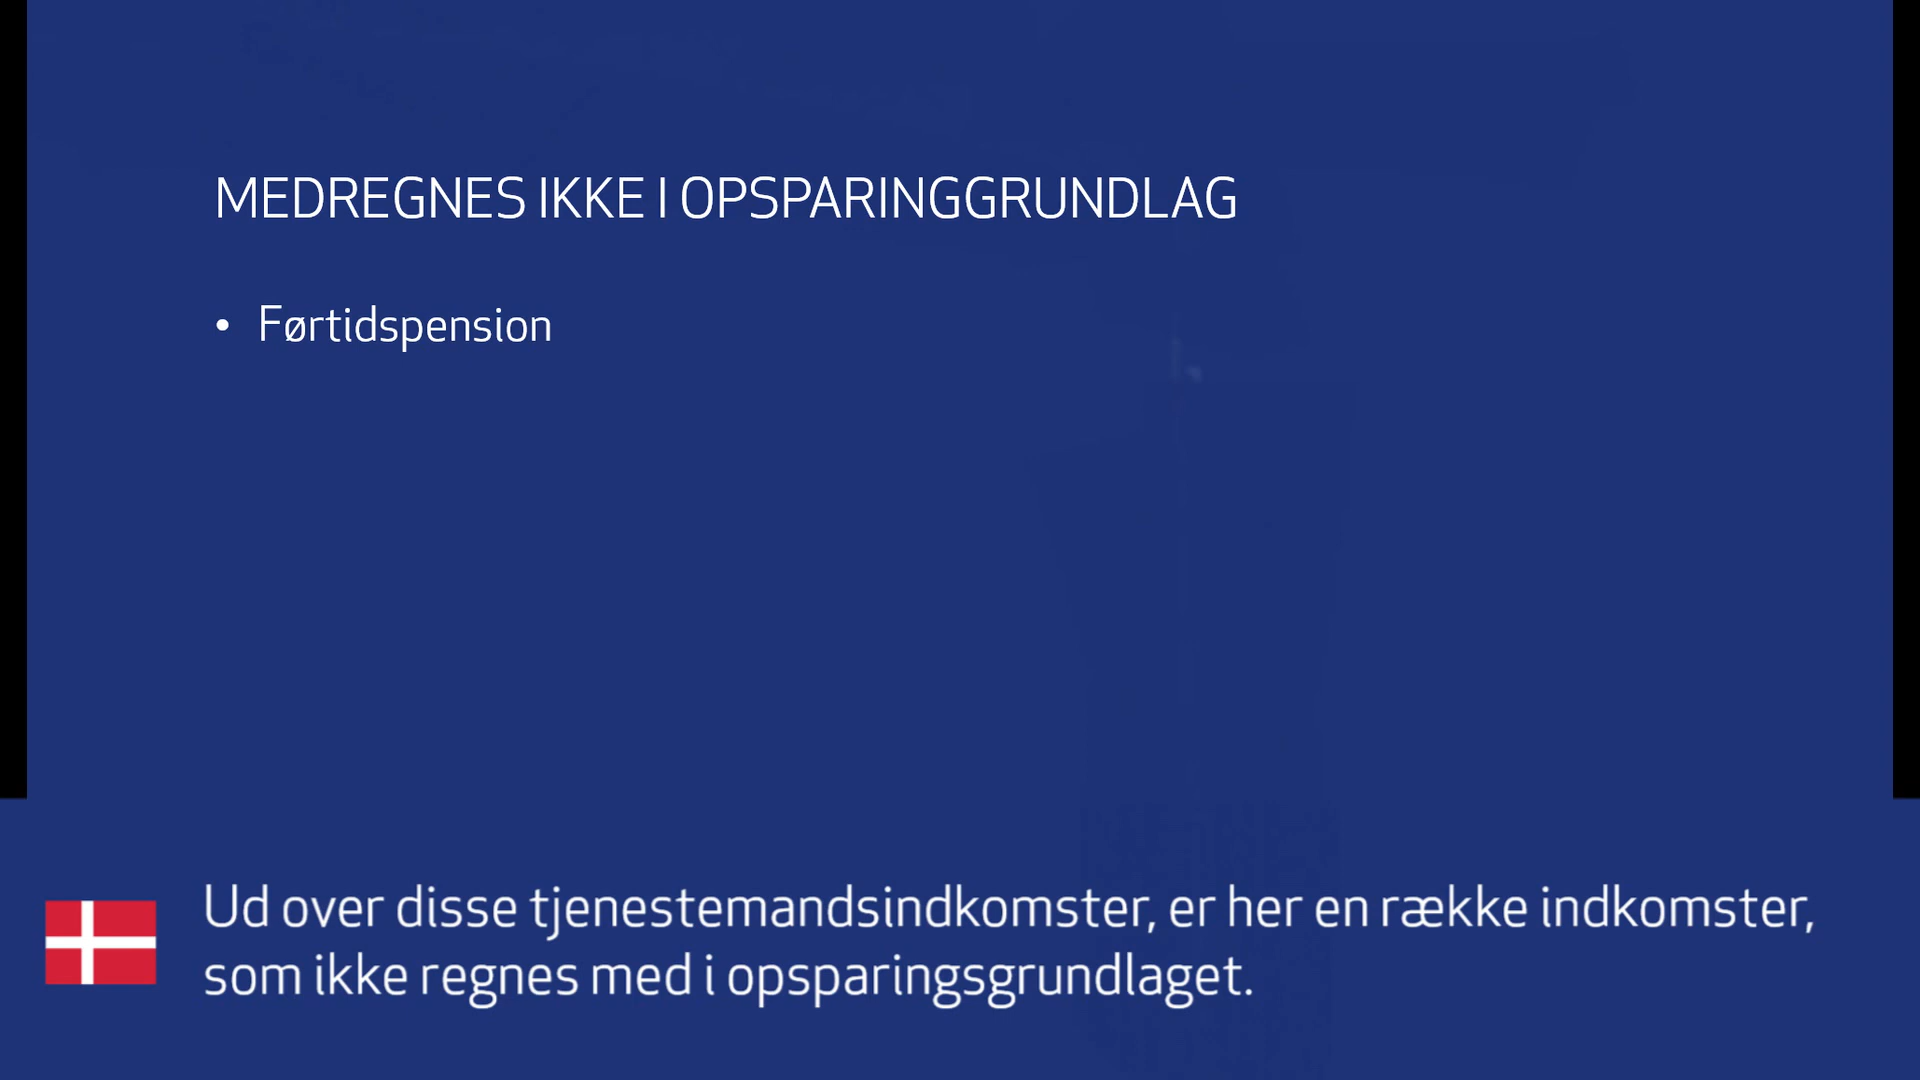 MEDREGNES IKKE I OPSPARINGGRUNDLAG
• Førtidspension
Ud over disse tjenestemandsindkomster, er her en række indkomster,
som ikke regnes med i opsparingsgrundlaget.